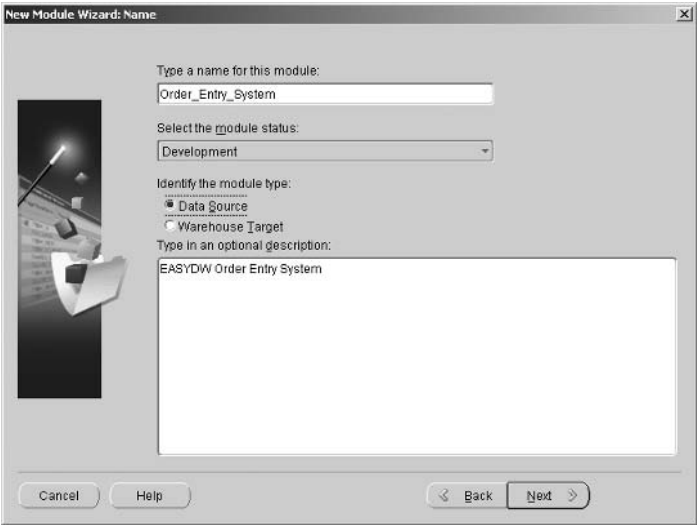 New Module Wizard: Name
Type a name for this module:
Order_Entry_System
Select the module status:
Development
Identify the module type:
Data Source
Warehouse Target
Type in an optional description:
EASYDW Order Entry System
Cancel Help Back Next